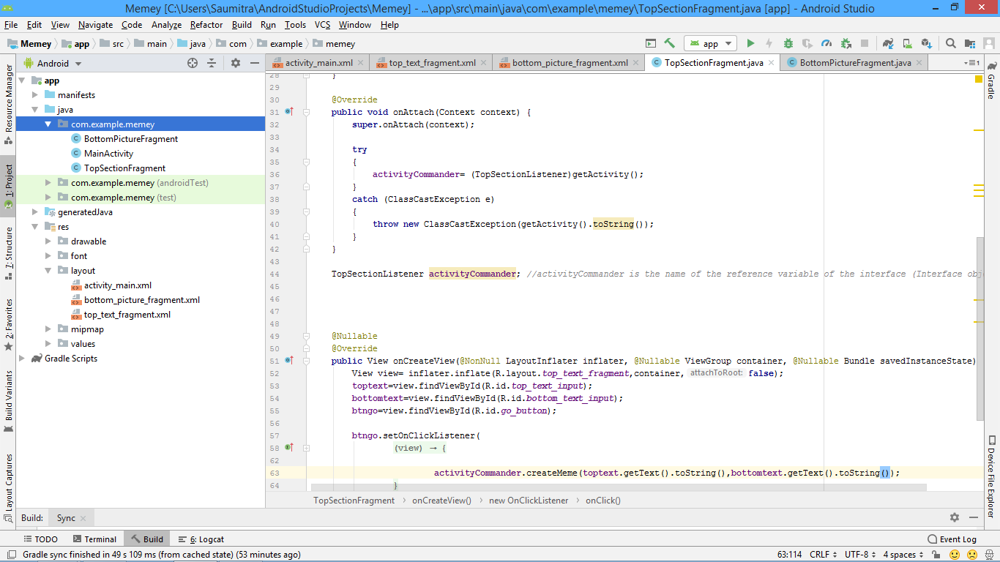 Memey [C:\Users\Saumitra\AndroidStudioProjects\Memey] - ...\app\src\main\java\com\example\memey\TopSectionFragment.java [app] - Android Studio
File Edit View Navigate Code Analyze Refactor Build Run Tools VCS Window Help
Memey app src main java com example memey app
Android activity_main.xml top_text_fragment.xml bottom_picture_fragment.xml TopSectionFragment.java BottomPictureFragment.java 1
Resource Manager
1: Project
7: Structure
2: Favorites
Build Variants
Layout Captures
app
manifests
java
com.example.memey
BottomPictureFragment
MainActivity
TopSectionFragment
com.example.memey (androidTest)
com.example.memey (test)
generatedJava
res
drawable
font
layout
activity_main.xml
bottom_picture_fragment.xml
top_text_fragment.xml
mipmap
values
Gradle Scripts
28 }
29
30 @Override
31 public void onAttach(Context context) {
32 super.onAttach(context);
33
34 try
35 {
36 activityCommander= (TopSectionListener)getActivity();
37 }
38 catch (ClassCastException e)
39 {
40 throw new ClassCastException(getActivity().toString());
41 }
42 }
43
44 TopSectionListener activityCommander; //activityCommander is the name of the reference variable of the interface (Interface obj
45
46
47
48
49 @Nullable
50 @Override
51 public View onCreateView(@NonNull LayoutInflater inflater, @Nullable ViewGroup container, @Nullable Bundle savedInstanceState)
52 View view= inflater.inflate(R.layout.top_text_fragment,container, attachToRoot: false);
53 toptext=view.findViewById(R.id.top_text_input);
54 bottomtext=view.findViewById(R.id.bottom_text_input);
55 btngo=view.findViewById(R.id.go_button);
56
57 btngo.setOnClickListener(
58 (view) → {
62
63 activityCommander.createMeme(toptext.getText().toString(),bottomtext.getText().toString());
64 }
TopSectionFragment › onCreateView() › new OnClickListener › onClick()
Gradle
Device File Explorer
Build: Sync
TODO Terminal Build 6: Logcat Event Log
Gradle sync finished in 49 s 109 ms (from cached state) (53 minutes ago) 63:114 CRLF UTF-8 4 spaces